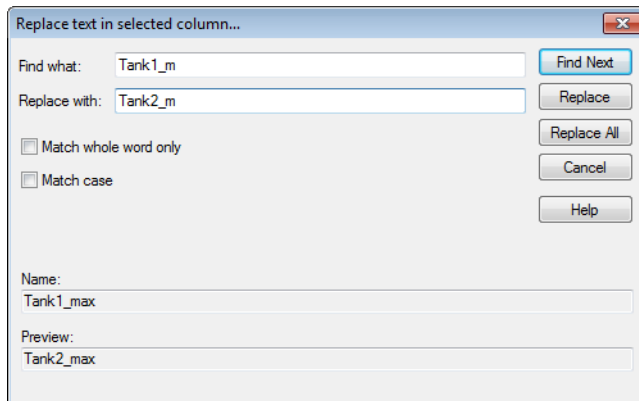 Replace text in selected column...
Find what: Tank1_m Find Next
Replace with: Tank2_m Replace
Replace All
Match whole word only
Cancel
Match case
Help
Name:
Tank1_max
Preview:
Tank2_max